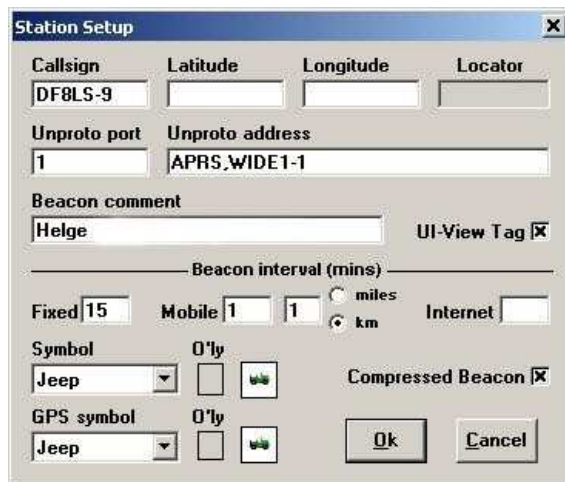 Station Setup
Callsign Latitude Longitude Locator
DF8LS-9
Unproto port Unproto address
1 APRS,WIDE1-1
Beacon comment
Helge UI-View Tag
Beacon interval (mins)
Fixed 15 Mobile 1 1 miles km Internet
Symbol O'ly
Jeep Compressed Beacon
GPS symbol O'ly
Jeep Ok Cancel